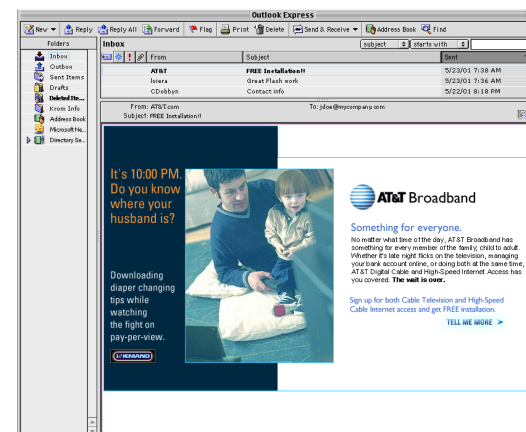 Outlook Express
New Reply Reply All Forward Flag Print Delete Send & Receive Address Book Find
Folders
Inbox
Outbox
Sent Items
Drafts
Deleted Ite...
Krom Info
Address Book
Microsoft Ne...
Directory Se...
Inbox subject starts with
From Subject Sent
AT&T FREE Installation!! 5/23/01 7:38 AM
lviera Great Flash work 5/23/01 7:36 AM
CDobbyn Contact info 5/22/01 8:18 PM
From: AT&T.com To: jdoe@mycompany.com
Subject: FREE Installation!!
It's 10:00 PM.
Do you know
where your
husband is?
Downloading
diaper changing
tips while
watching
the fight on
pay-per-view.
AT&T Broadband
Something for everyone.
No matter what time of the day, AT&T Broadband has
something for every member of the family; child to adult.
Whether it's late night flicks on the television, managing
your bank account online, or doing both at the same time,
AT&T Digital Cable and High-Speed Internet Access has
you covered. The wait is over.
Sign up for both Cable Television and High-Speed
Cable Internet access and get FREE installation.
TELL ME MORE >